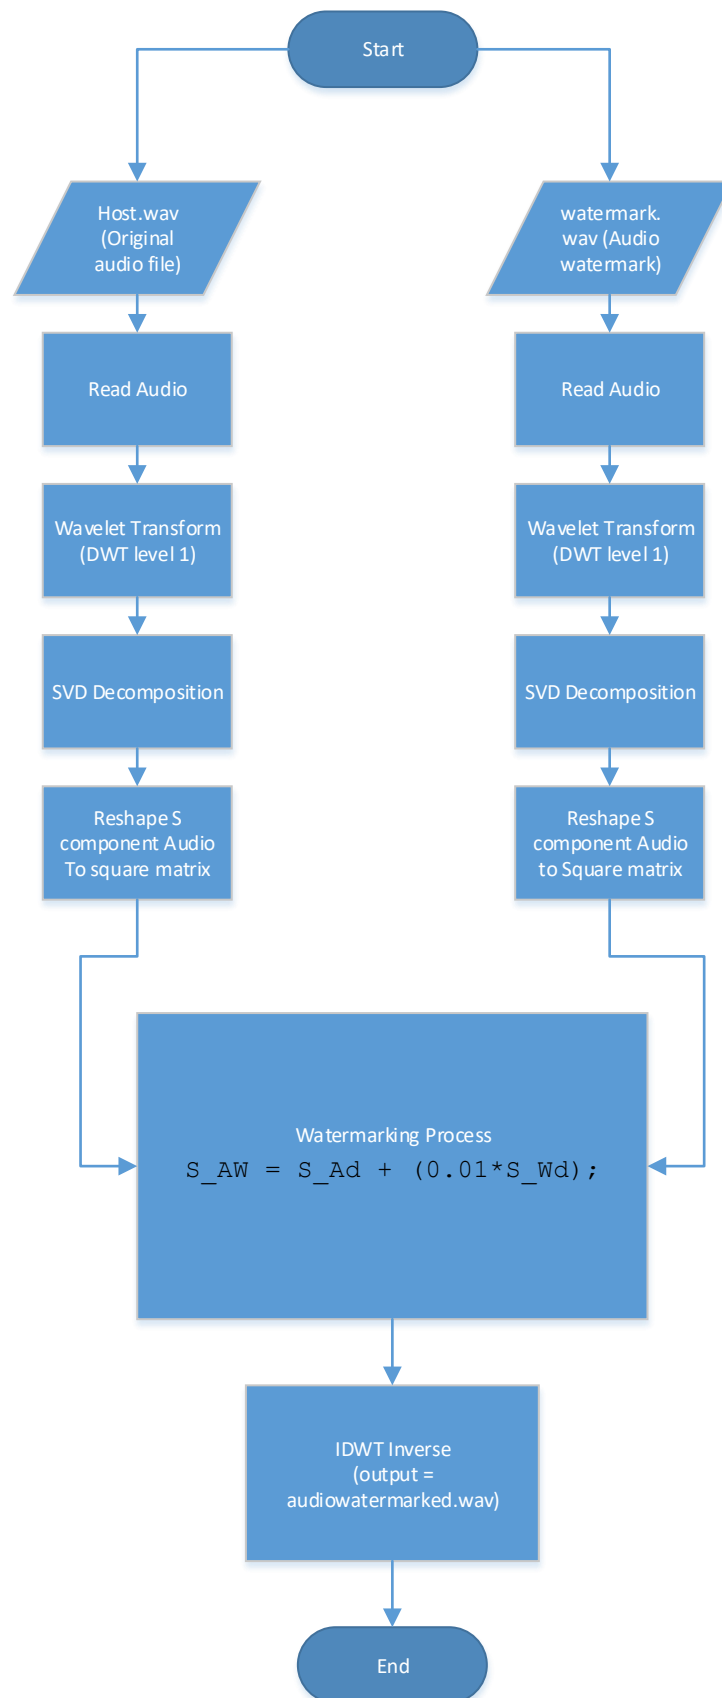 Start
Host.wav
(Original
audio file)
watermark.
wav (Audio
watermark)
Read Audio
Read Audio
Wavelet Transform
(DWT level 1)
Wavelet Transform
(DWT level 1)
SVD Decomposition
SVD Decomposition
Reshape S
component Audio
To square matrix
Reshape S
component Audio
to Square matrix
Watermarking Process
S_AW = S_Ad + (0.01*S_Wd);
IDWT Inverse
(output =
audiowatermarked.wav)
End